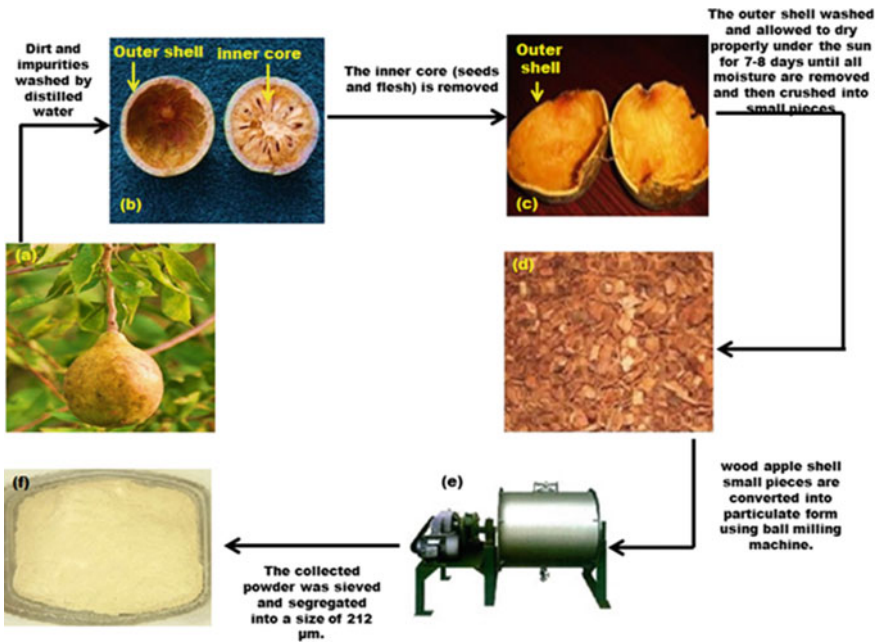 Dirt and
impurities
washed by
distilled
water
Outer shell
inner core
(b)
The inner core (seeds
and flesh) is removed
Outer
shell
(c)
The outer shell washed
and allowed to dry
properly under the sun
for 7-8 days until all
moisture are removed
and then crushed into
small pieces
(a)
(d)
wood apple shell
small pieces are
converted into
particulate form
using ball milling
machine.
(e)
The collected
powder was sieved
and segregated
into a size of 212
µm.
(f)